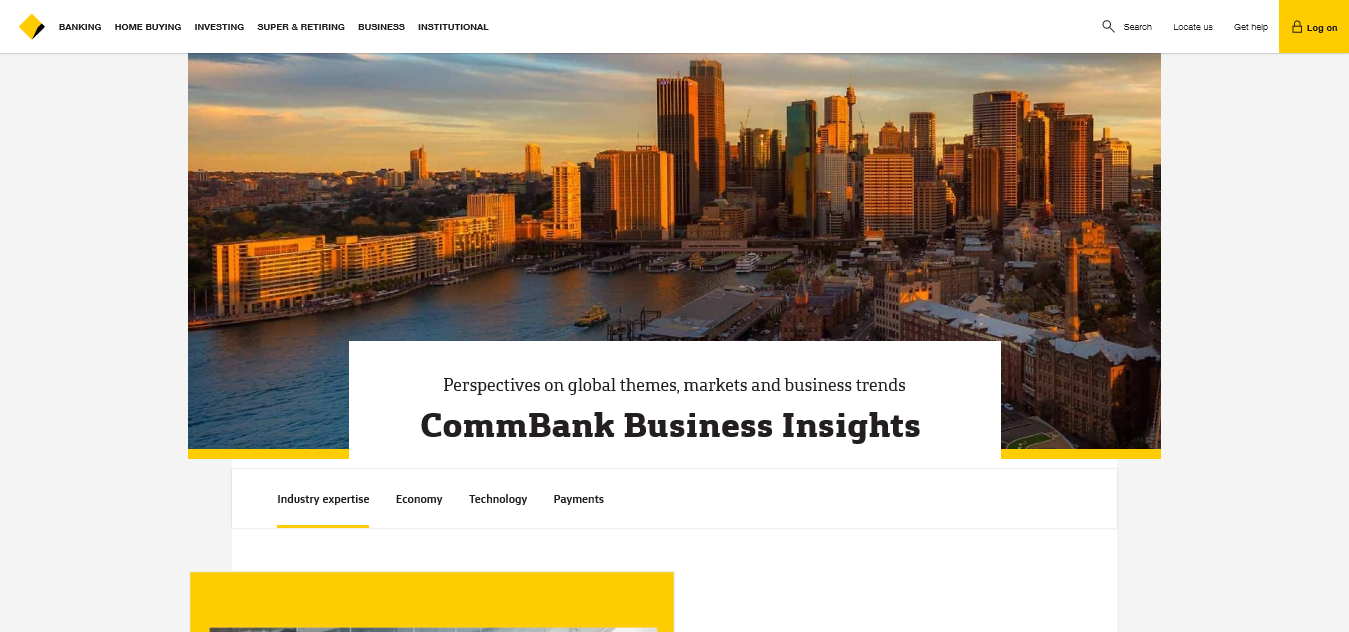 BANKING HOME BUYING INVESTING SUPER & RETIRING BUSINESS INSTITUTIONAL Search Locate us Get help Log on
Perspectives on global themes, markets and business trends
CommBank Business Insights
Industry expertise Economy Technology Payments